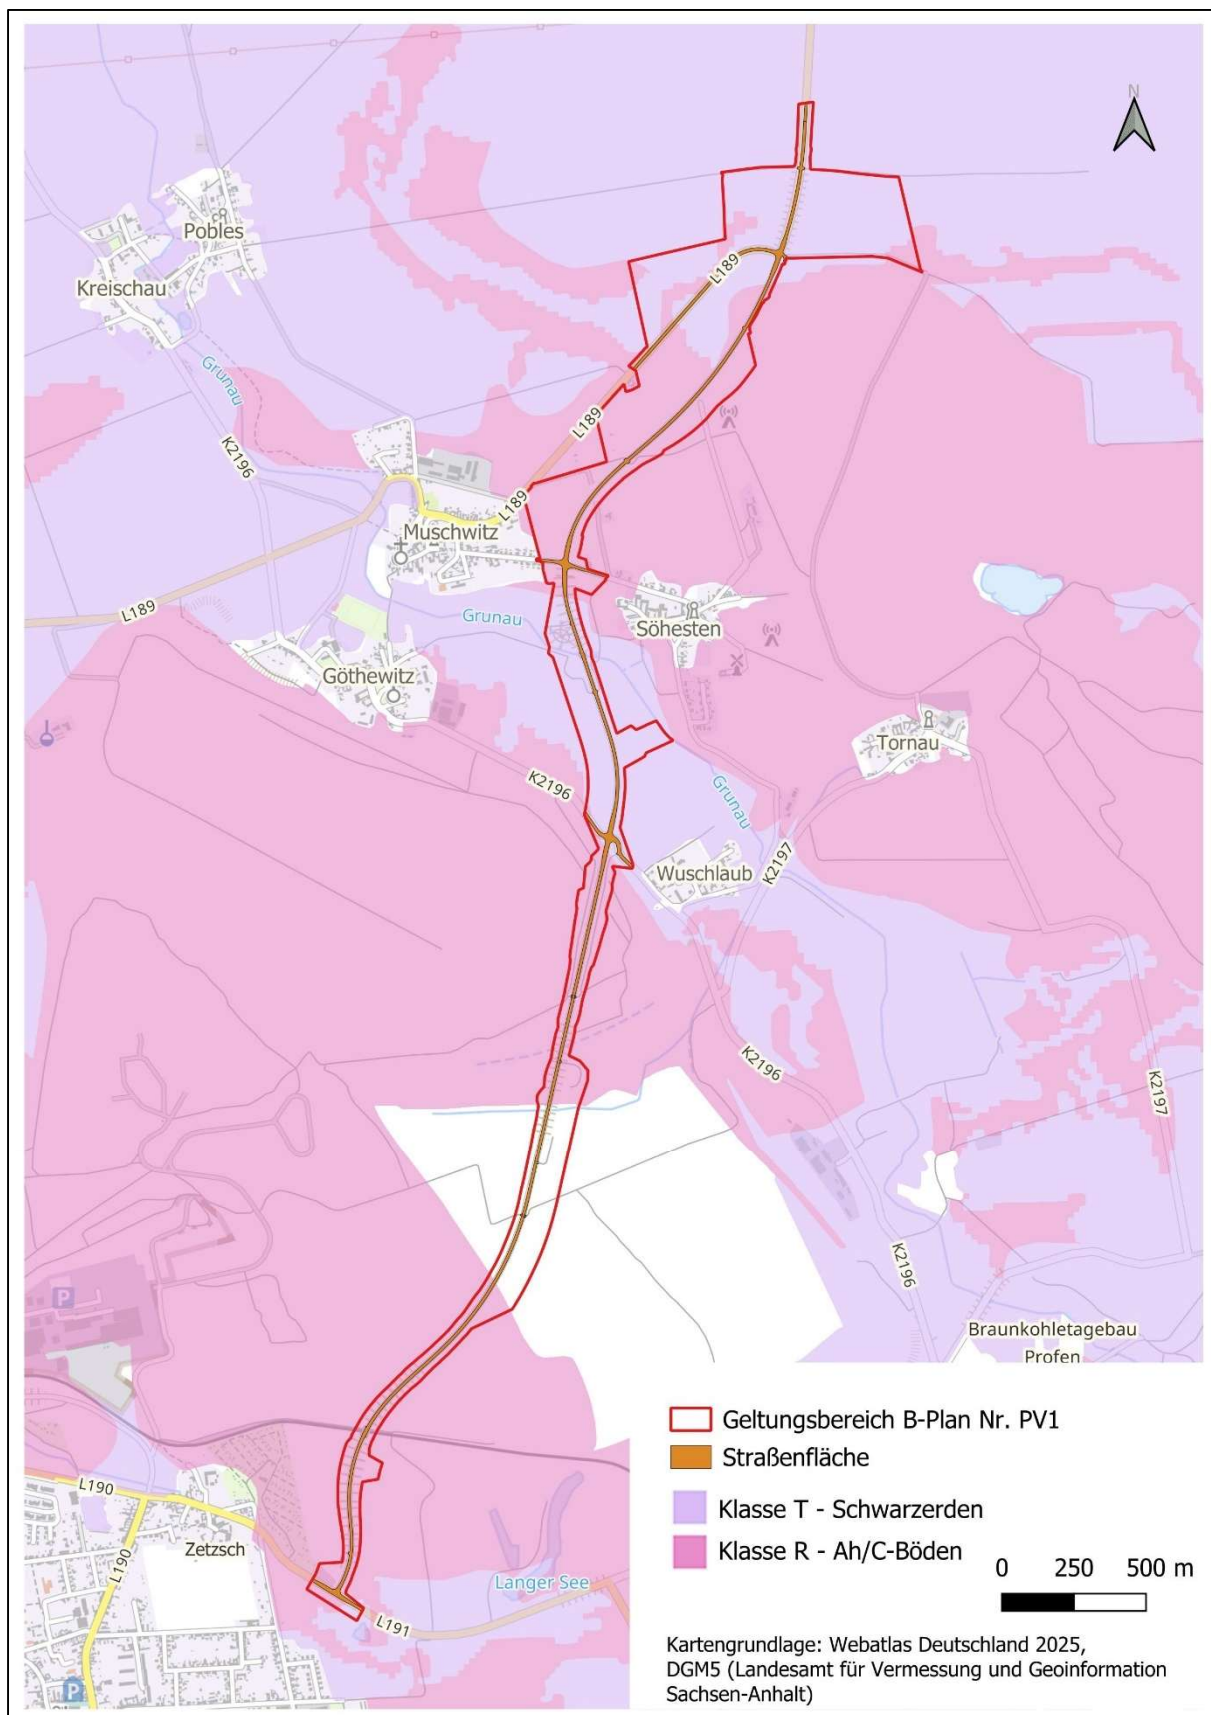 N
Pobles
Kreischau
L189
Grunau
K2196
L189
L189
Muschwitz
L189
Grunau
Söhesten
Göthewitz
Tornau
K2196
Grunau
Wuschlaub
K2197
K2196
K2197
K2196
Braunkohletagebau
Profen
P
L190
L190
Zetzsch
Langer See
L191
P
Geltungsbereich B-Plan Nr. PV1
Straßenfläche
Klasse T - Schwarzerden
Klasse R - Ah/C-Böden
0 250 500 m
Kartengrundlage: Webatlas Deutschland 2025,
DGM5 (Landesamt für Vermessung und Geoinformation
Sachsen-Anhalt)